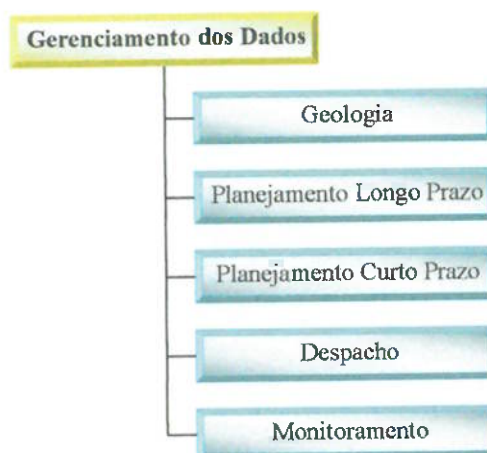 Gerenciamento dos Dados
Geologia
Planejamento Longo Prazo
Planejamento Curto Prazo
Despacho
Monitoramento